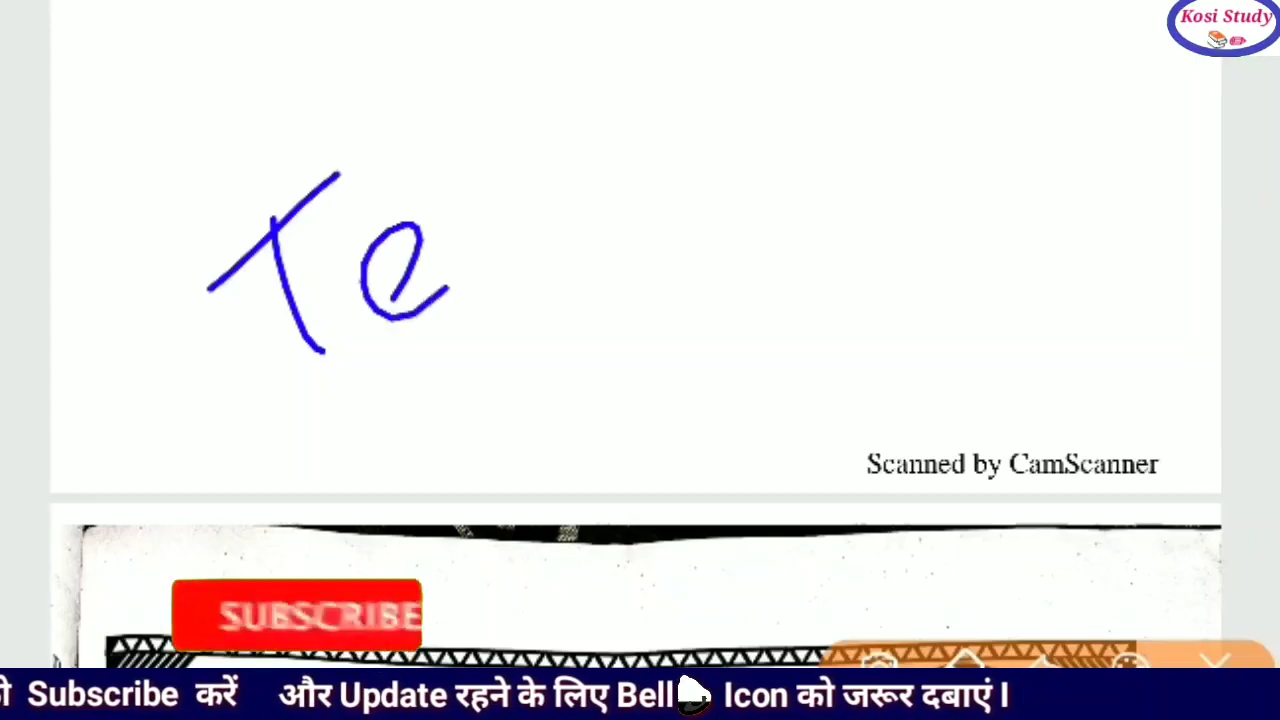 Kosi Study
Te
Scanned by CamScanner
SUBSCRIBE
Subscribe करें और Update रहने के लिए Bell Icon को जरूर दबाएं l